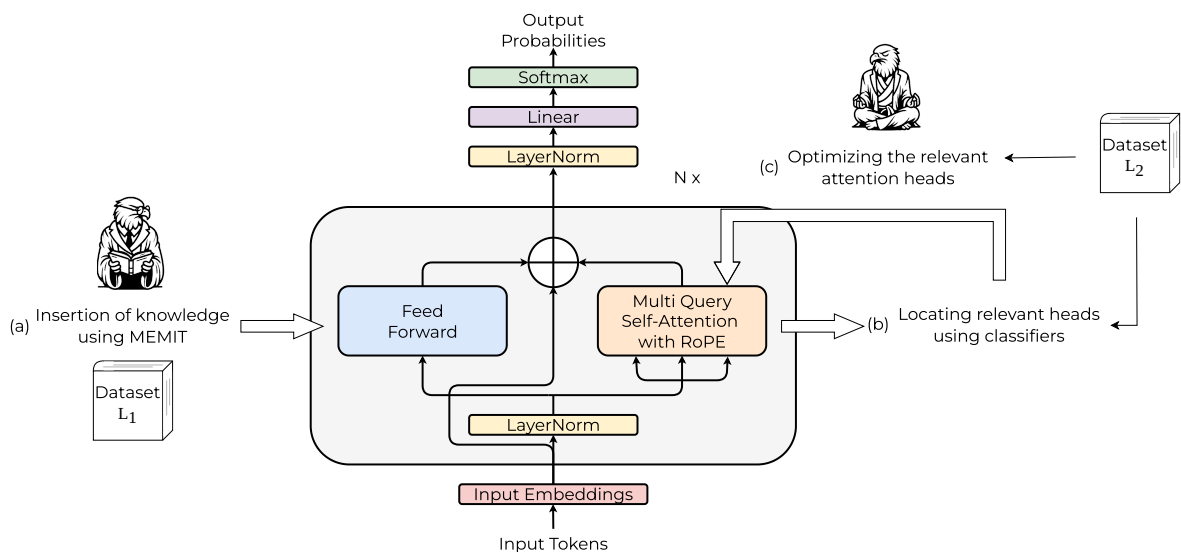 Output
Probabilities
Softmax
Linear
LayerNorm
N x
(c) Optimizing the relevant
attention heads
Dataset
L2
(a) Insertion of knowledge
using MEMIT
Dataset
L1
Feed
Forward
Multi Query
Self-Attention
with RoPE
(b) Locating relevant heads
using classifiers
LayerNorm
Input Embeddings
Input Tokens